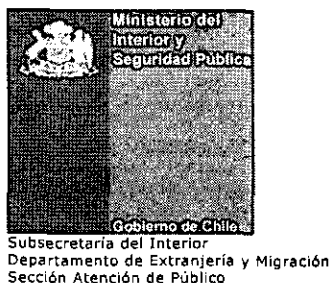 Ministerio del
Interior y
Seguridad Pública
Gobierno de Chile
Subsecretaría del Interior
Departamento de Extranjería y Migración
Sección Atención de Público